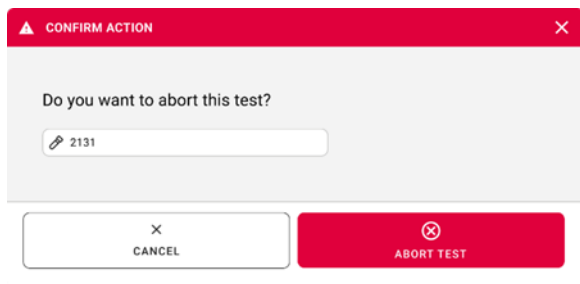 CONFIRM ACTION
Do you want to abort this test?
2131
CANCEL
ABORT TEST